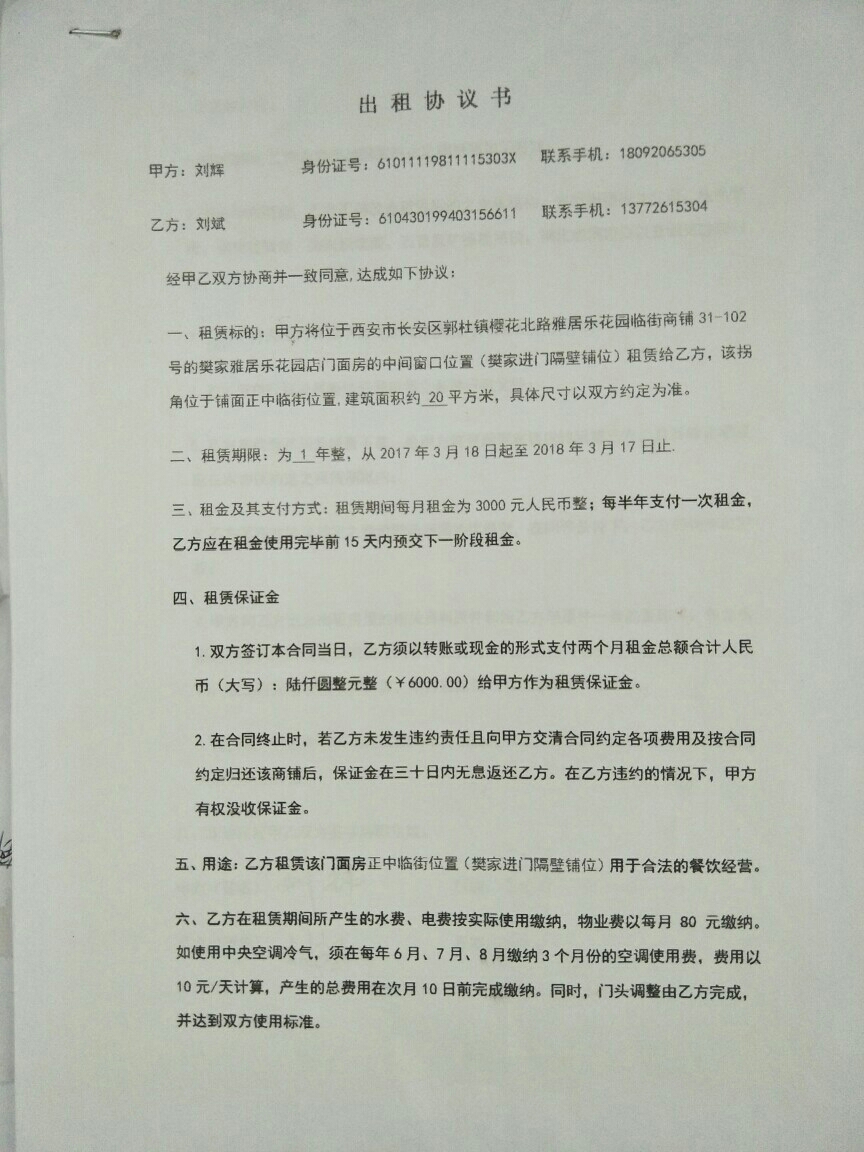 出租协议书
甲方：刘辉 身份证号：61011119811115303X 联系手机：18092065305
乙方：刘斌 身份证号：610430199403156611 联系手机：13772615304
经甲乙双方协商并一致同意,达成如下协议：
一、租赁标的：甲方将位于西安市长安区郭杜镇樱花北路雅居乐花园临街商铺 31-102
号的樊家雅居乐花园店门面房的中间窗口位置（樊家进门隔壁铺位）租赁给乙方，该拐
角位于铺面正中临街位置,建筑面积约 20 平方米，具体尺寸以双方约定为准。
二、租赁期限：为 1 年整，从 2017 年 3 月 18 日起至 2018 年 3 月 17 日止.
三、租金及其支付方式：租赁期间每月租金为 3000 元人民币整；每半年支付一次租金，
乙方应在租金使用完毕前 15 天内预交下一阶段租金。
四、租赁保证金
1.双方签订本合同当日，乙方须以转账或现金的形式支付两个月租金总额合计人民
币（大写）：陆仟圆整元整（￥6000.00）给甲方作为租赁保证金。
2.在合同终止时，若乙方未发生违约责任且向甲方交清合同约定各项费用及按合同
约定归还该商铺后，保证金在三十日内无息返还乙方。在乙方违约的情况下，甲方
有权没收保证金。
五、用途：乙方租赁该门面房正中临街位置（樊家进门隔壁铺位）用于合法的餐饮经营。
六、乙方在租赁期间所产生的水费、电费按实际使用缴纳，物业费以每月 80 元缴纳。
如使用中央空调冷气，须在每年 6 月、7 月、8 月缴纳 3 个月份的空调使用费，费用以
10 元/天计算，产生的总费用在次月 10 日前完成缴纳。同时，门头调整由乙方完成，
并达到双方使用标准。